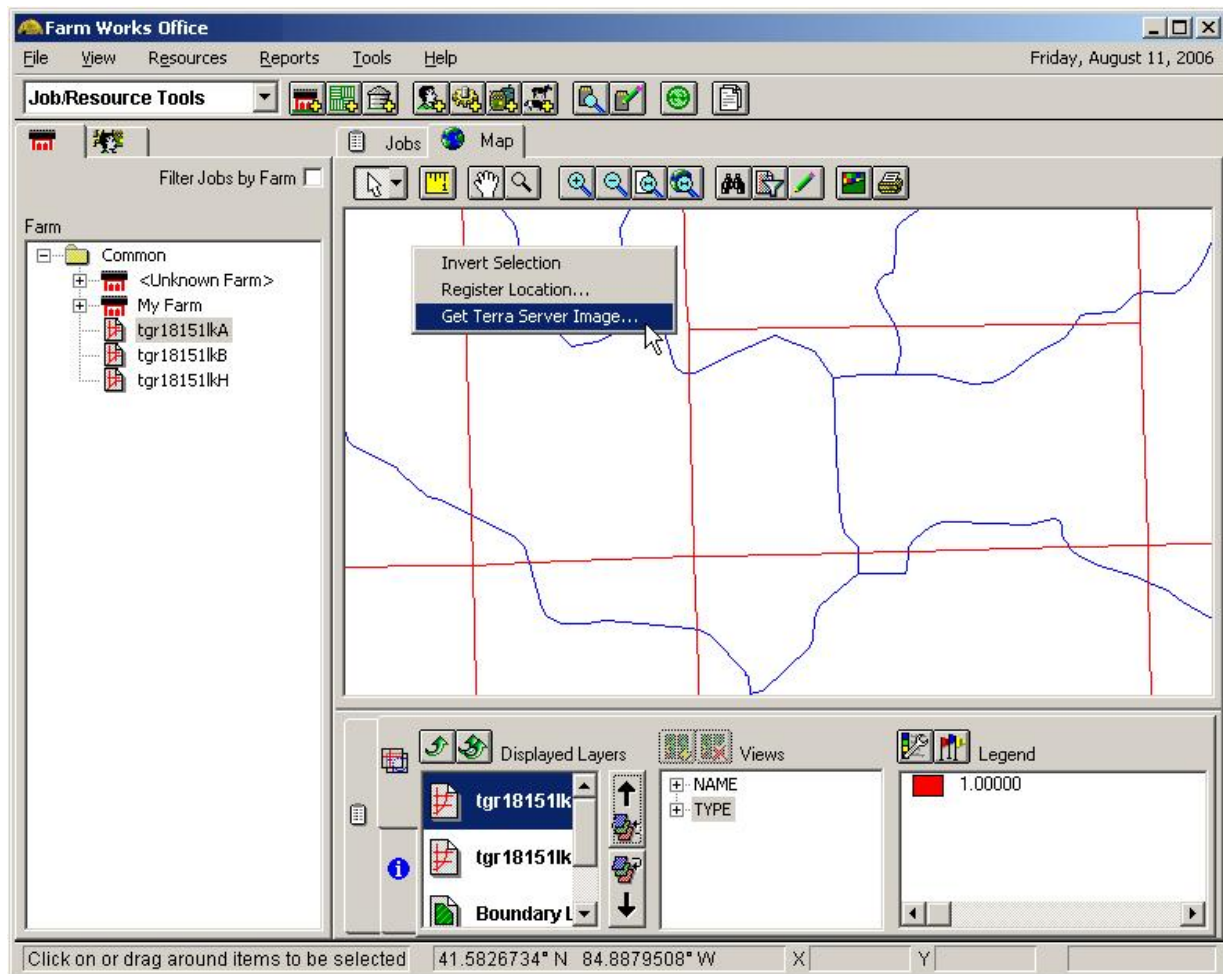 Farm Works Office
File View Resources Reports Tools Help Friday, August 11, 2006
Job/Resource Tools
Jobs Map
Filter Jobs by Farm
Farm
Common
<Unknown Farm>
My Farm
tgr18151lkA
tgr18151lkB
tgr18151lkH
Invert Selection
Register Location...
Get Terra Server Image...
Displayed Layers
tgr18151lk
tgr18151lk
Boundary L
Views
NAME
TYPE
Legend
1.00000
Click on or drag around items to be selected 41.5826734° N 84.8879508° W X Y